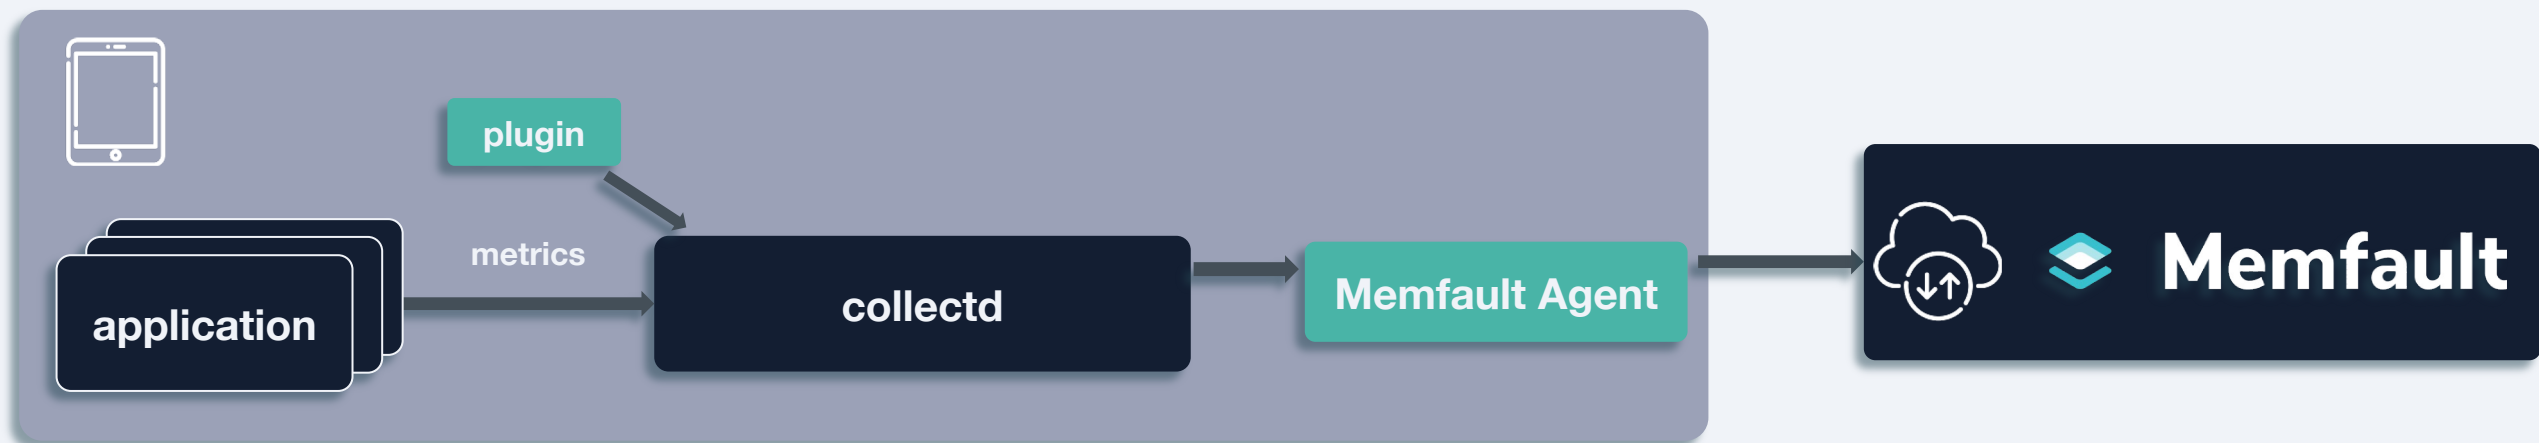 plugin
metrics
application
collectd
Memfault Agent
Memfault